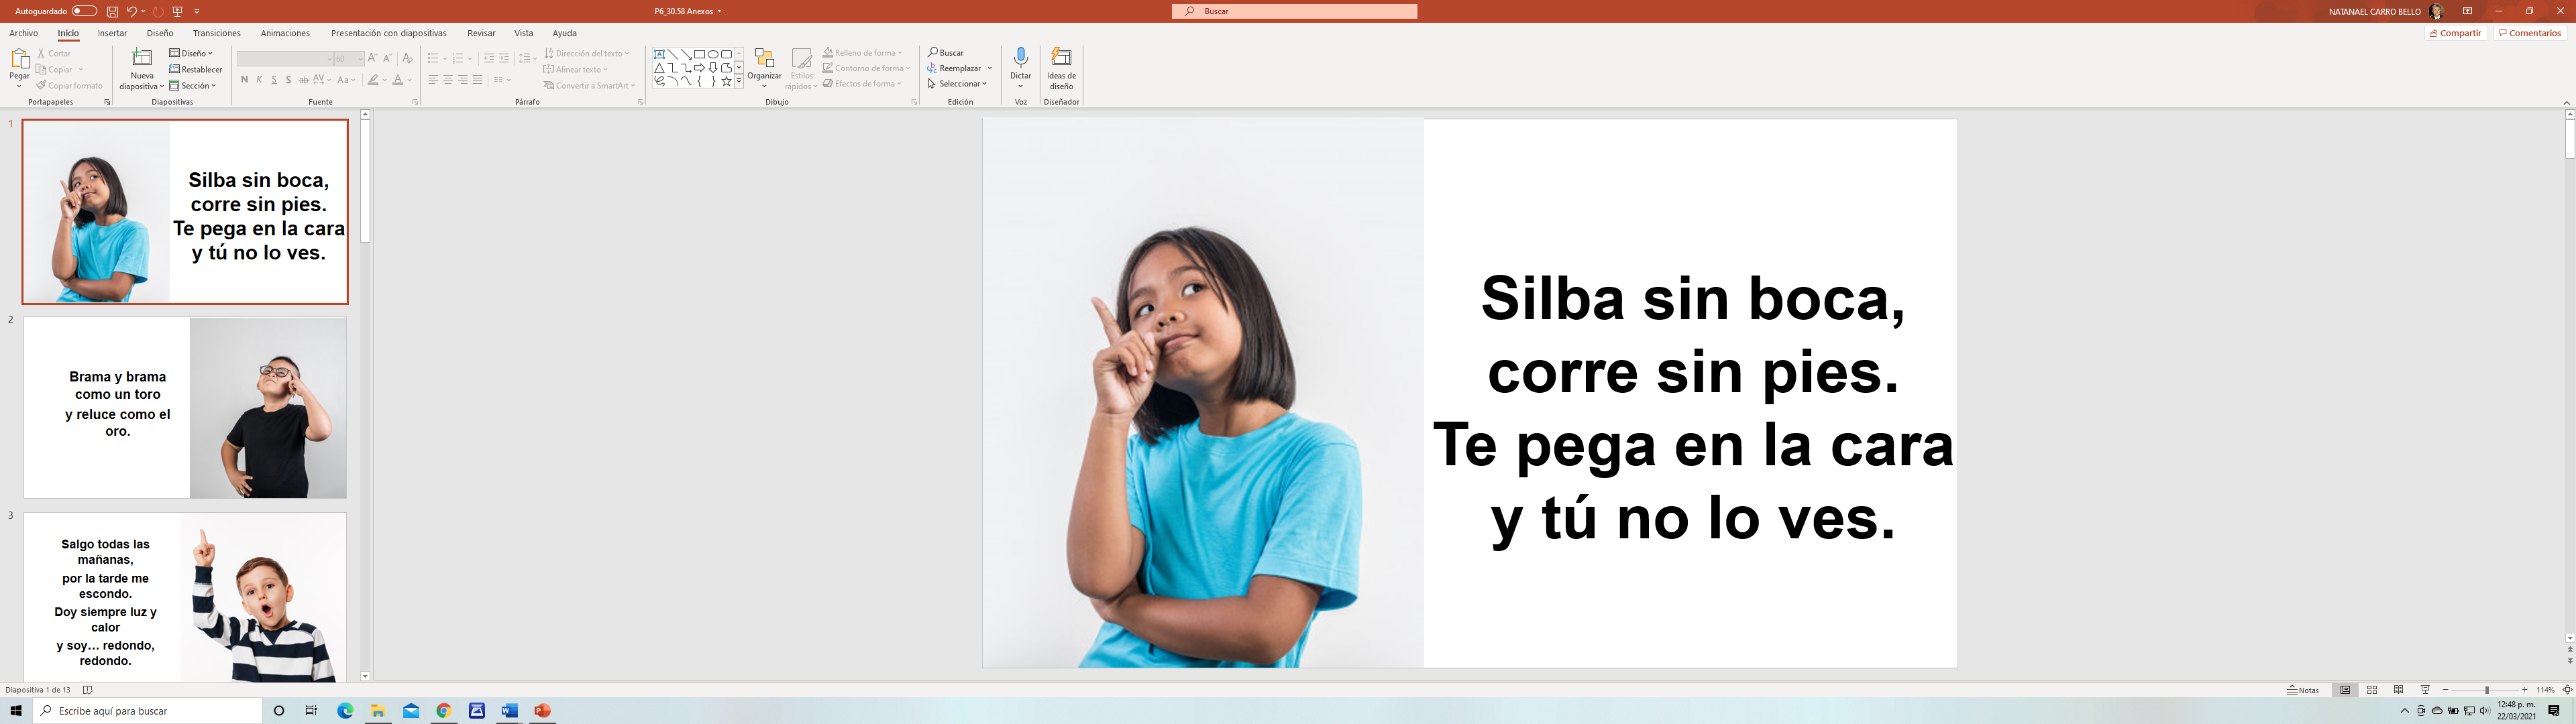 Autoguardado
P6_30.58 Anexos
Buscar
NATANAEL CARRO BELLO
Archivo Inicio Insertar Diseño Transiciones Animaciones Presentación con diapositivas Revisar Vista Ayuda
Compartir Comentarios
Pegar
Cortar
Copiar
Copiar formato
Portapapeles
Nueva
diapositiva
Diseño
Restablecer
Sección
Diapositivas
60
N K S S ab AV Aa A
Fuente
Dirección del texto
Alinear texto
Convertir a SmartArt
Párrafo
Organizar
Estilos
rápidos
Relleno de forma
Contorno de forma
Efectos de forma
Dibujo
Buscar
Reemplazar
Seleccionar
Edición
Dictar
Voz
Ideas de
diseño
Diseñador
1
Silba sin boca,
corre sin pies.
Te pega en la cara
y tú no lo ves.
2
Brama y brama
como un toro
y reluce como el
oro.
3
Salgo todas las
mañanas,
por la tarde me
escondo.
Doy siempre luz y
calor
y soy... redondo,
redondo.
Silba sin boca,
corre sin pies.
Te pega en la cara
y tú no lo ves.
Diapositiva 1 de 13
Notas
114%
Escribe aquí para buscar
12:48 p. m.
22/03/2021